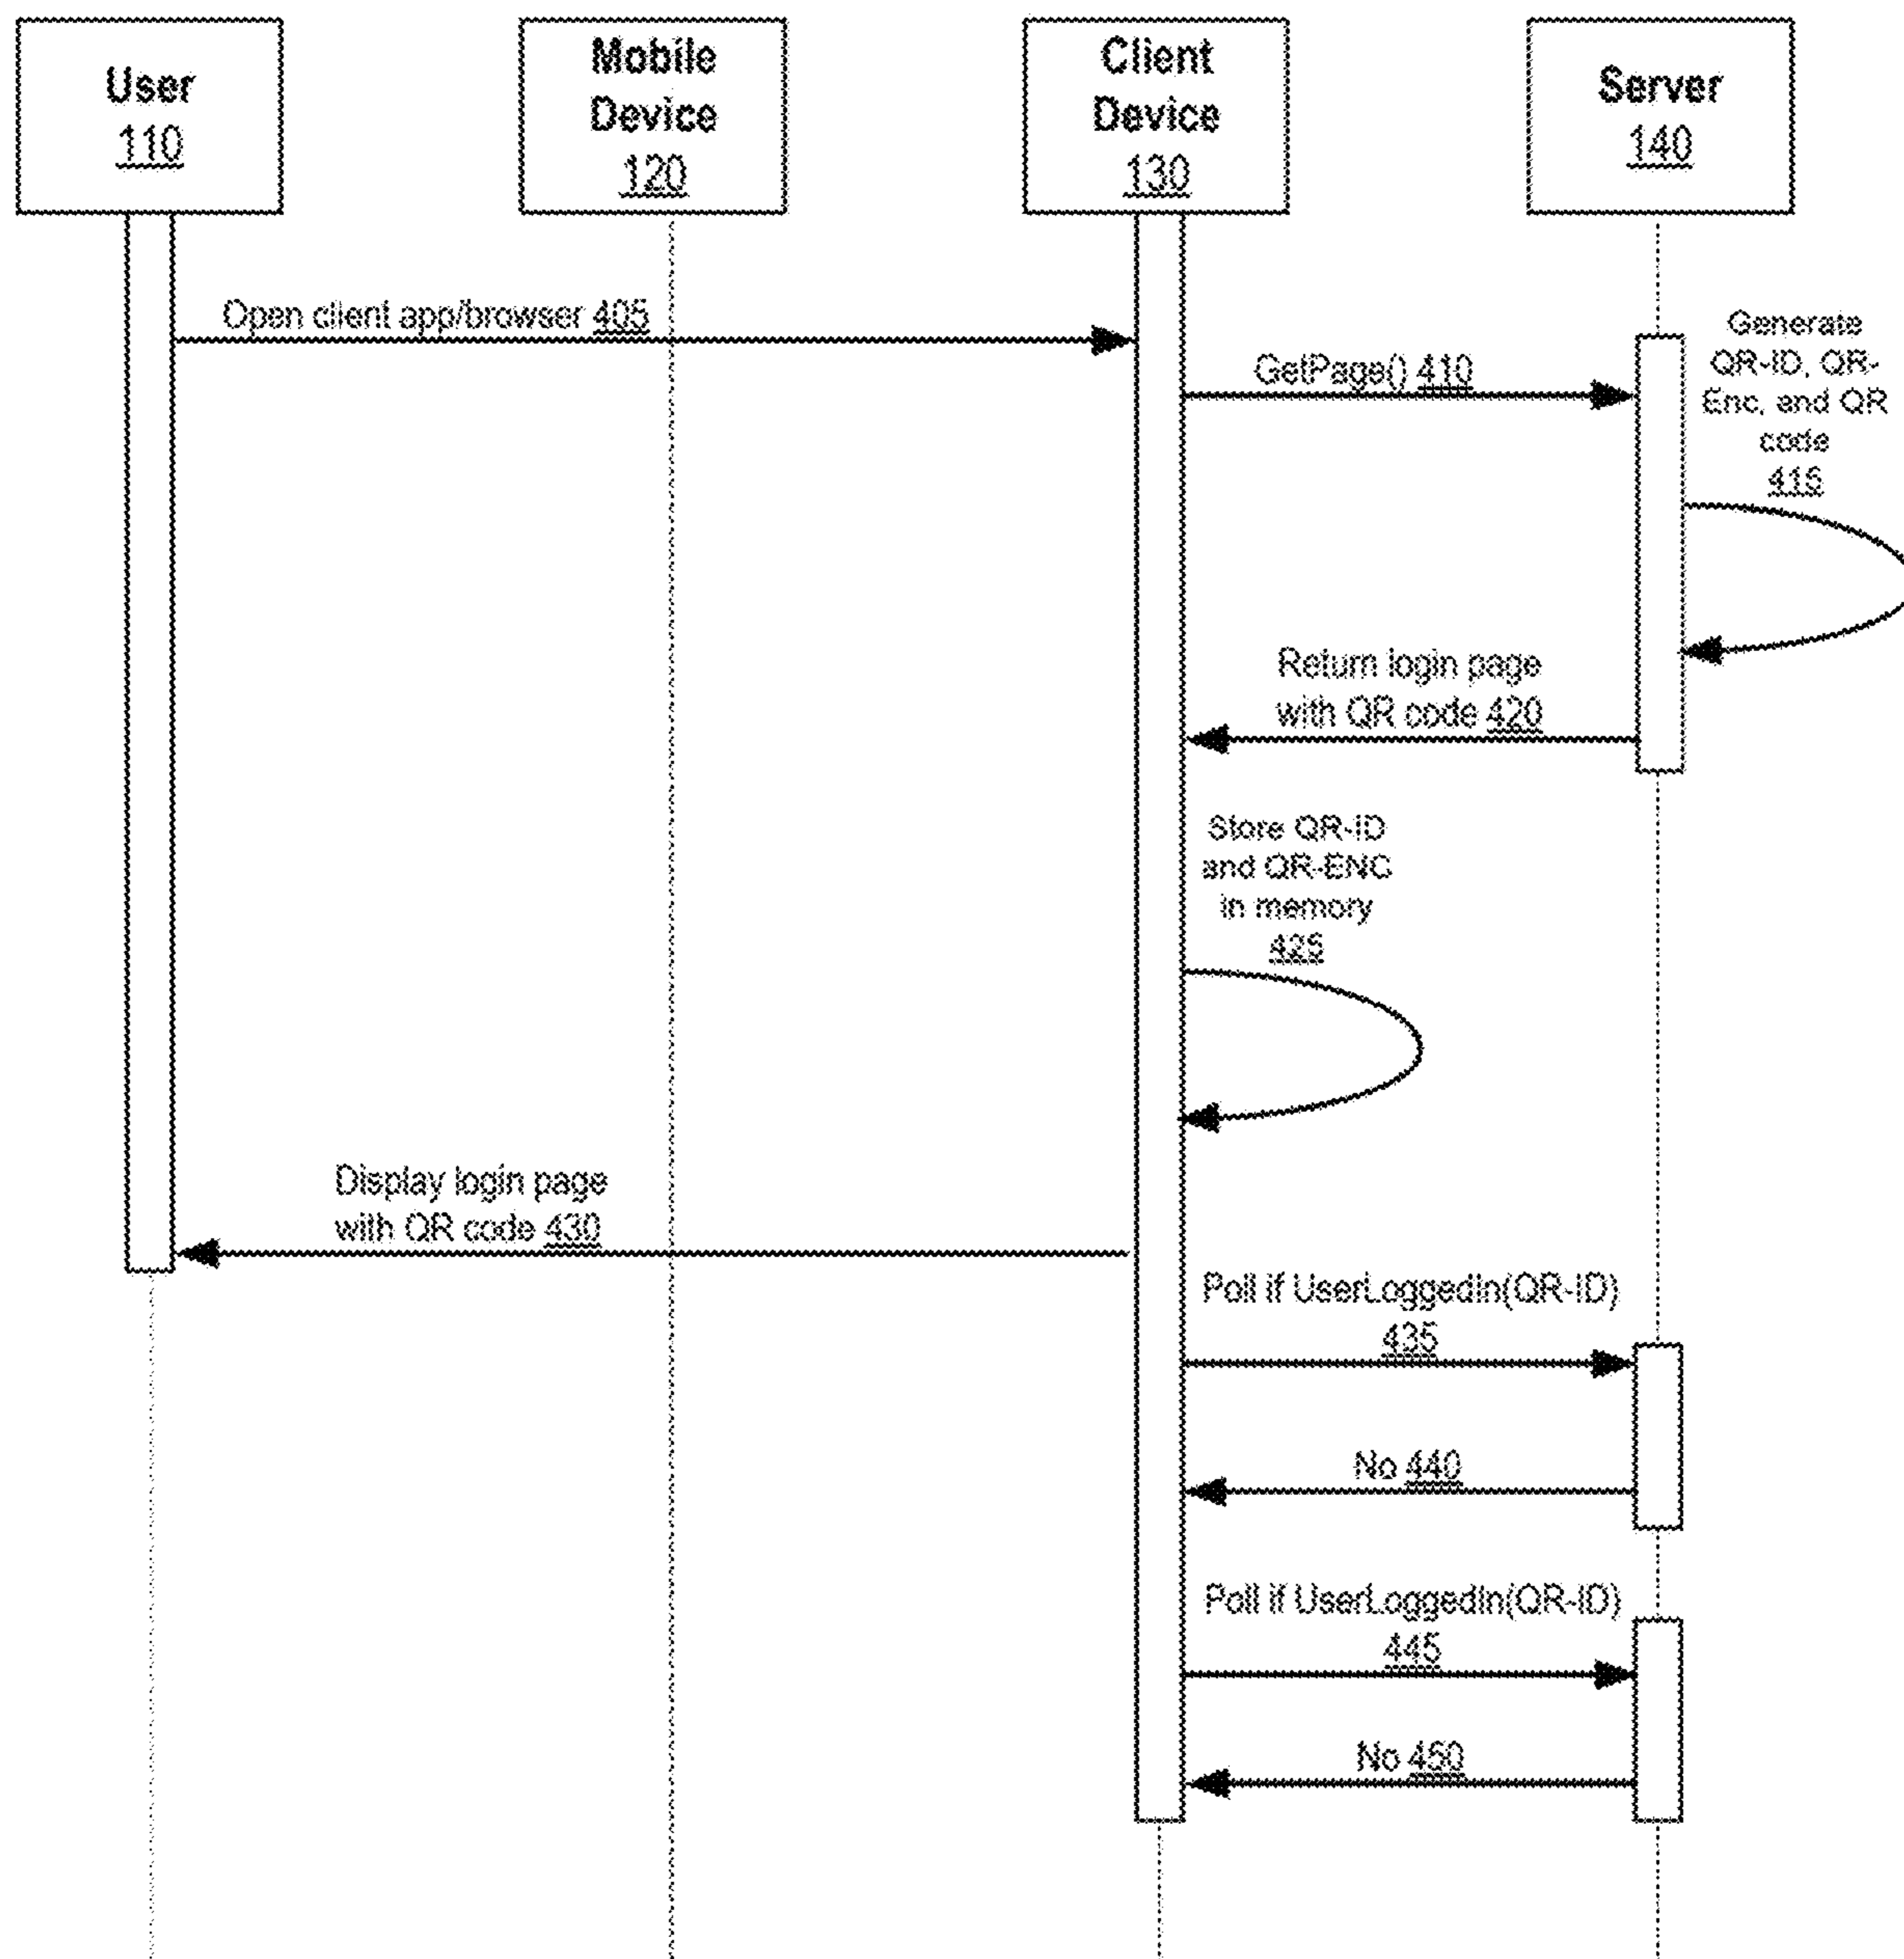 User
110
Mobile
Device
120
Client
Device
130
Server
140
Open client app/browser 405
GetPage() 410
Generate
QR-ID, QR-
Enc, and QR
code
415
Return login page
with QR code 420
Store QR-ID
and QR-ENC
in memory
425
Display login page
with QR code 430
Poll if UserLoggedIn(QR-ID)
435
No 440
Poll if UserLoggedIn(QR-ID)
445
No 450